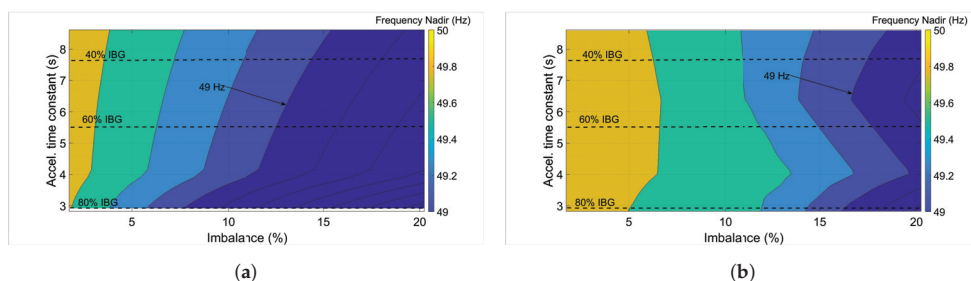 Frequency Nadir (Hz)
50
8
40% IBG
49.8
7
49 Hz
49.6
Accel. time constant (s)
6
60% IBG
5
49.4
4
49.2
3
80% IBG
49
5
10
15
20
Imbalance (%)
(a)
Frequency Nadir (Hz)
50
8
40% IBG
49.8
7
49 Hz
49.6
Accel. time constant (s)
6
60% IBG
5
49.4
4
49.2
3
80% IBG
49
5
10
15
20
Imbalance (%)
(b)